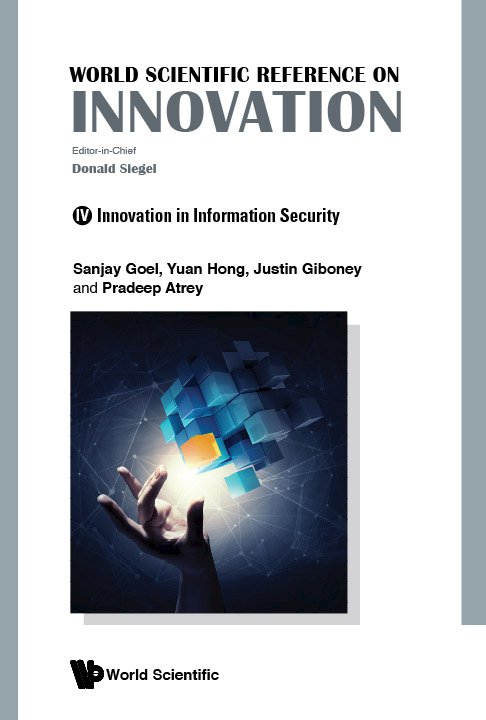 WORLD SCIENTIFIC REFERENCE ON
INNOVATION
Editor-in-Chief
Donald Siegel
IV Innovation in Information Security
Sanjay Goel, Yuan Hong, Justin Giboney
and Pradeep Atrey
World Scientific